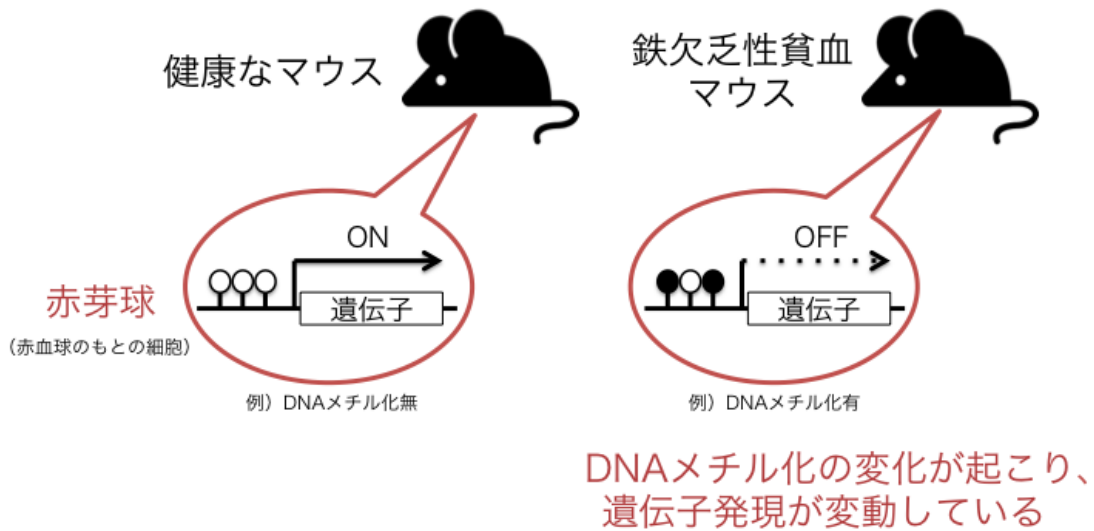 健康なマウス
鉄欠乏性貧血
マウス
ON
遺伝子
OFF
遺伝子
赤芽球
（赤血球のもとの細胞）
例）DNAメチル化無
例）DNAメチル化有
DNAメチル化の変化が起こり、
遺伝子発現が変動している